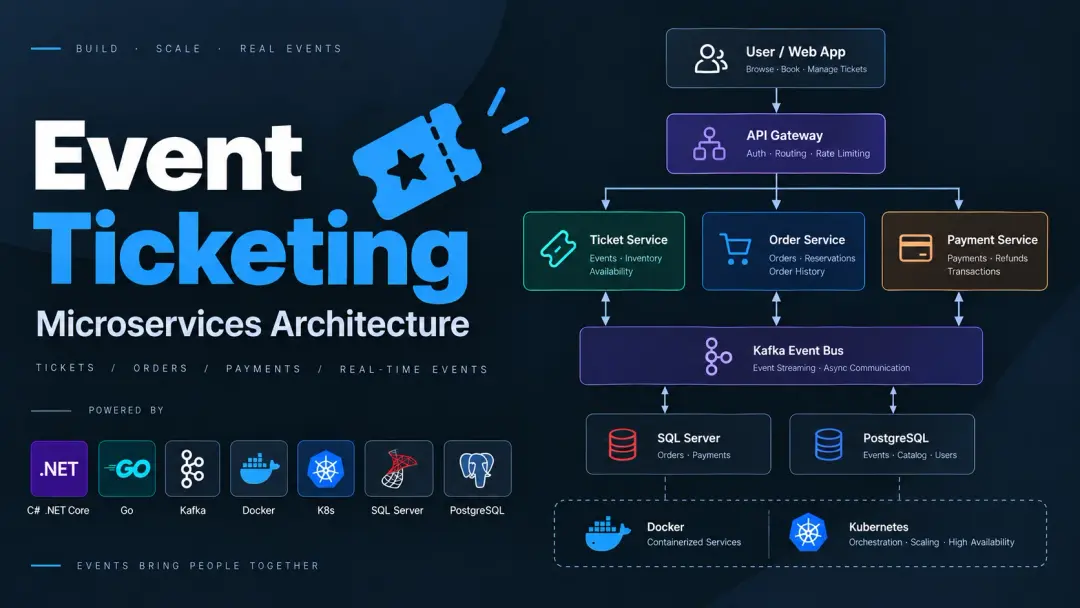 BUILD · SCALE · REAL EVENTS
Event
Ticketing
Microservices Architecture
TICKETS / ORDERS / PAYMENTS / REAL-TIME EVENTS
POWERED BY
.NET
GO
C# .NET Core
Go
Kafka
Docker
K8s
SQL Server
PostgreSQL
EVENTS BRING PEOPLE TOGETHER
User / Web App
Browse · Book · Manage Tickets
API Gateway
Auth · Routing · Rate Limiting
Ticket Service
Events · Inventory
Availability
Order Service
Orders · Reservations
Order History
Payment Service
Payments · Refunds
Transactions
Kafka Event Bus
Event Streaming · Async Communication
SQL Server
Orders · Payments
PostgreSQL
Events · Catalog · Users
Docker
Containerized Services
Kubernetes
Orchestration · Scaling · High Availability